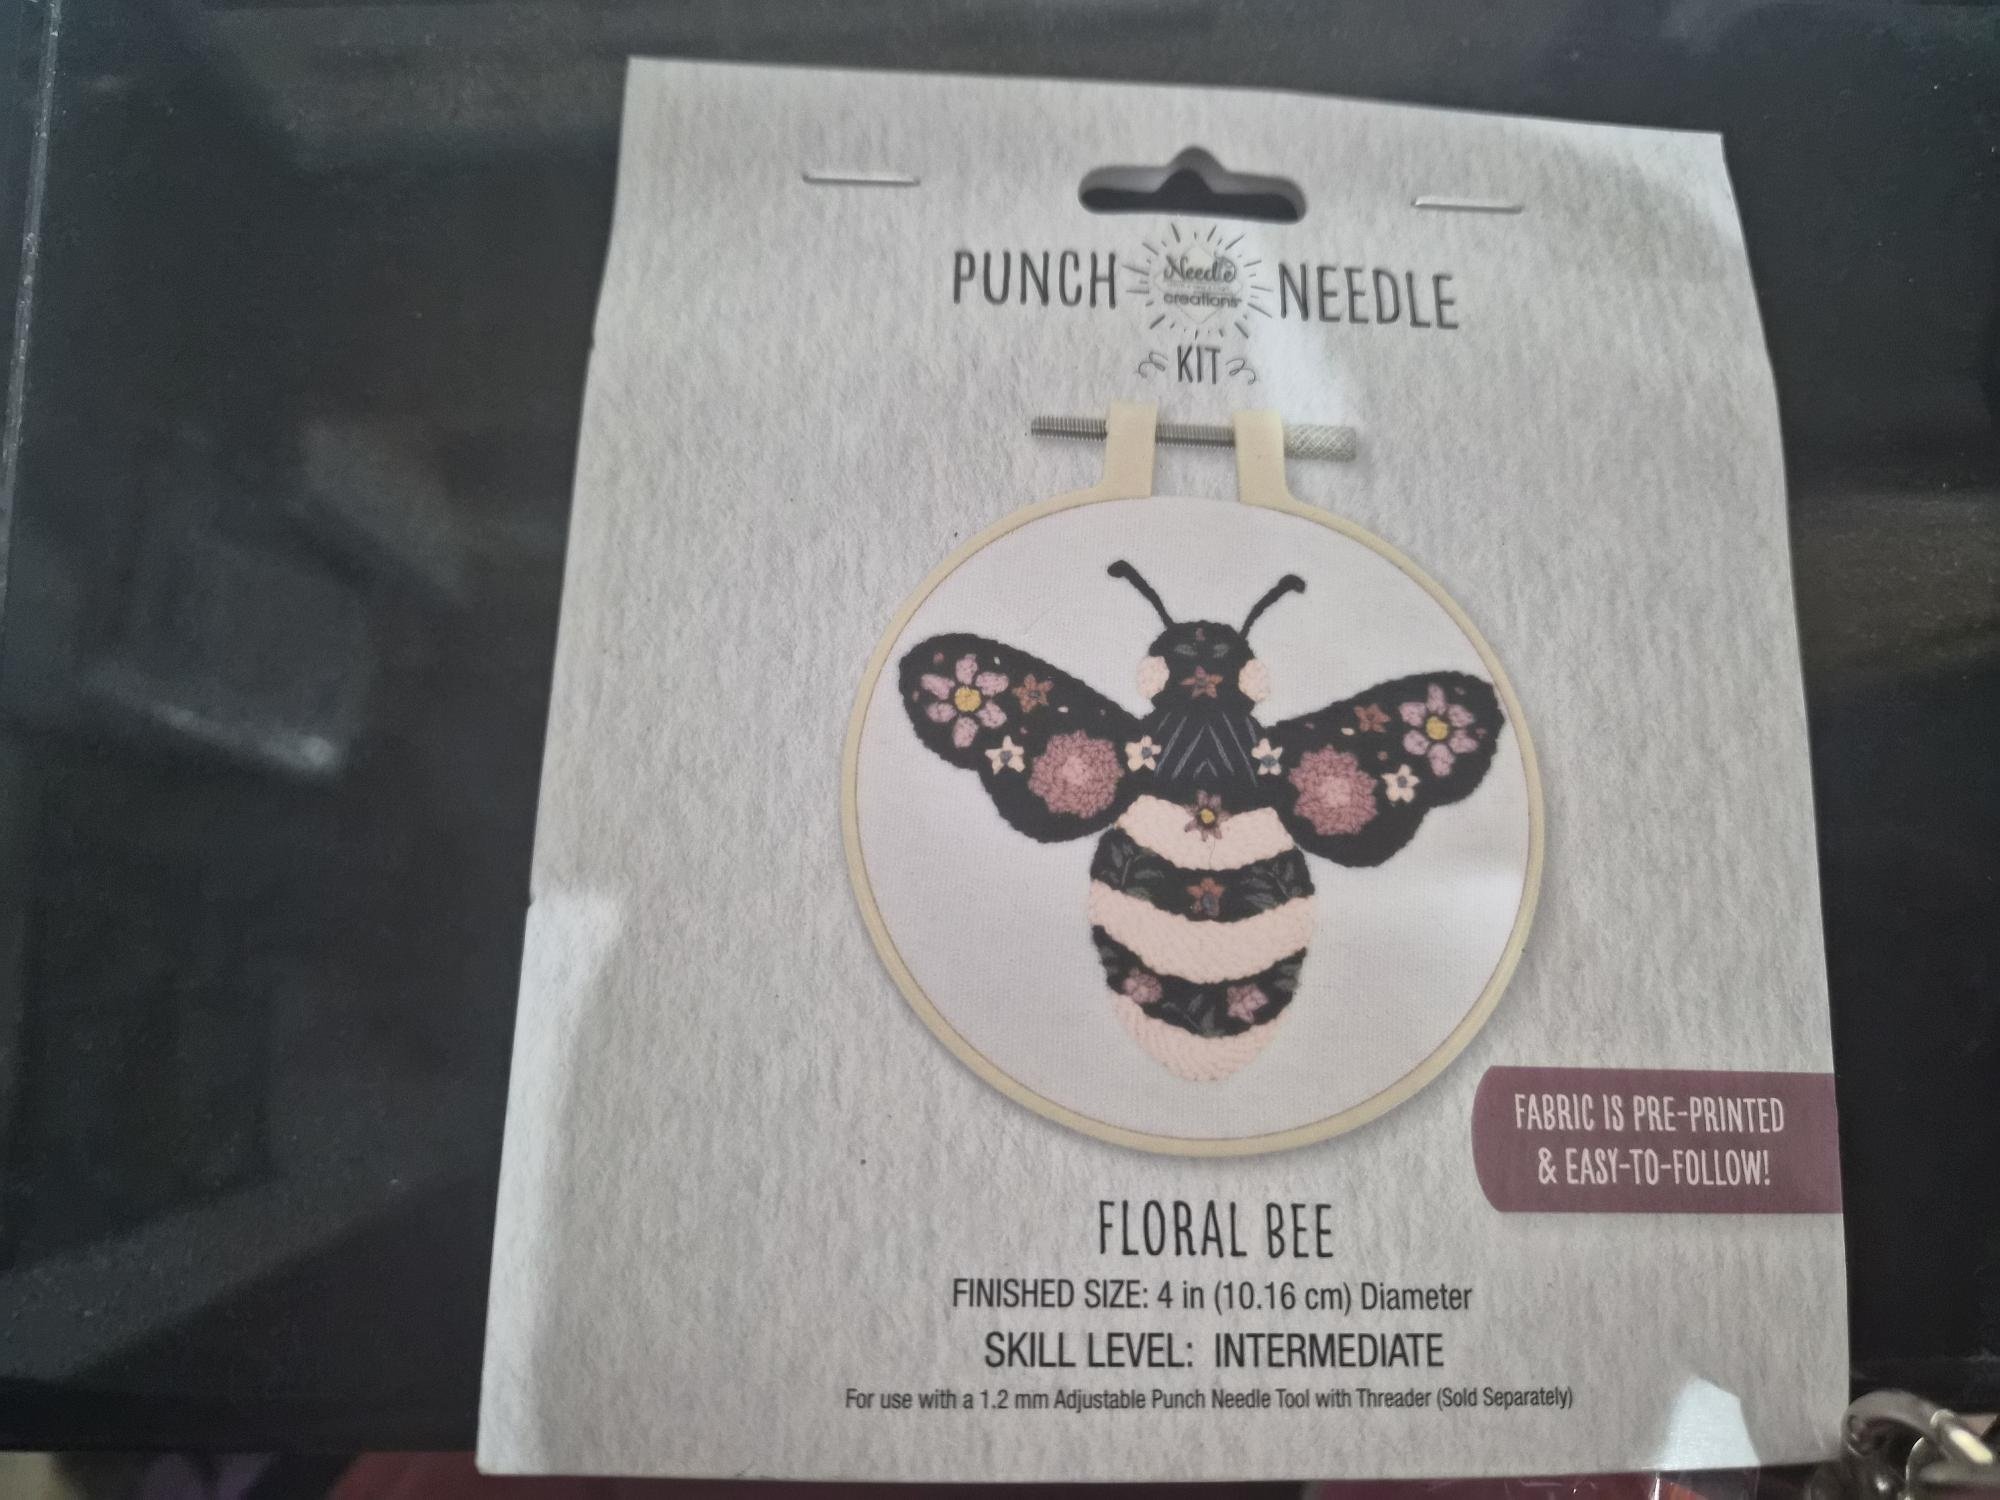 PUNCH Needle creations NEEDLE
KIT
FABRIC IS PRE-PRINTED
& EASY-TO-FOLLOW!
FLORAL BEE
FINISHED SIZE: 4 in (10.16 cm) Diameter
SKILL LEVEL: INTERMEDIATE
For use with a 1.2 mm Adjustable Punch Needle Tool with Threader (Sold Separately)